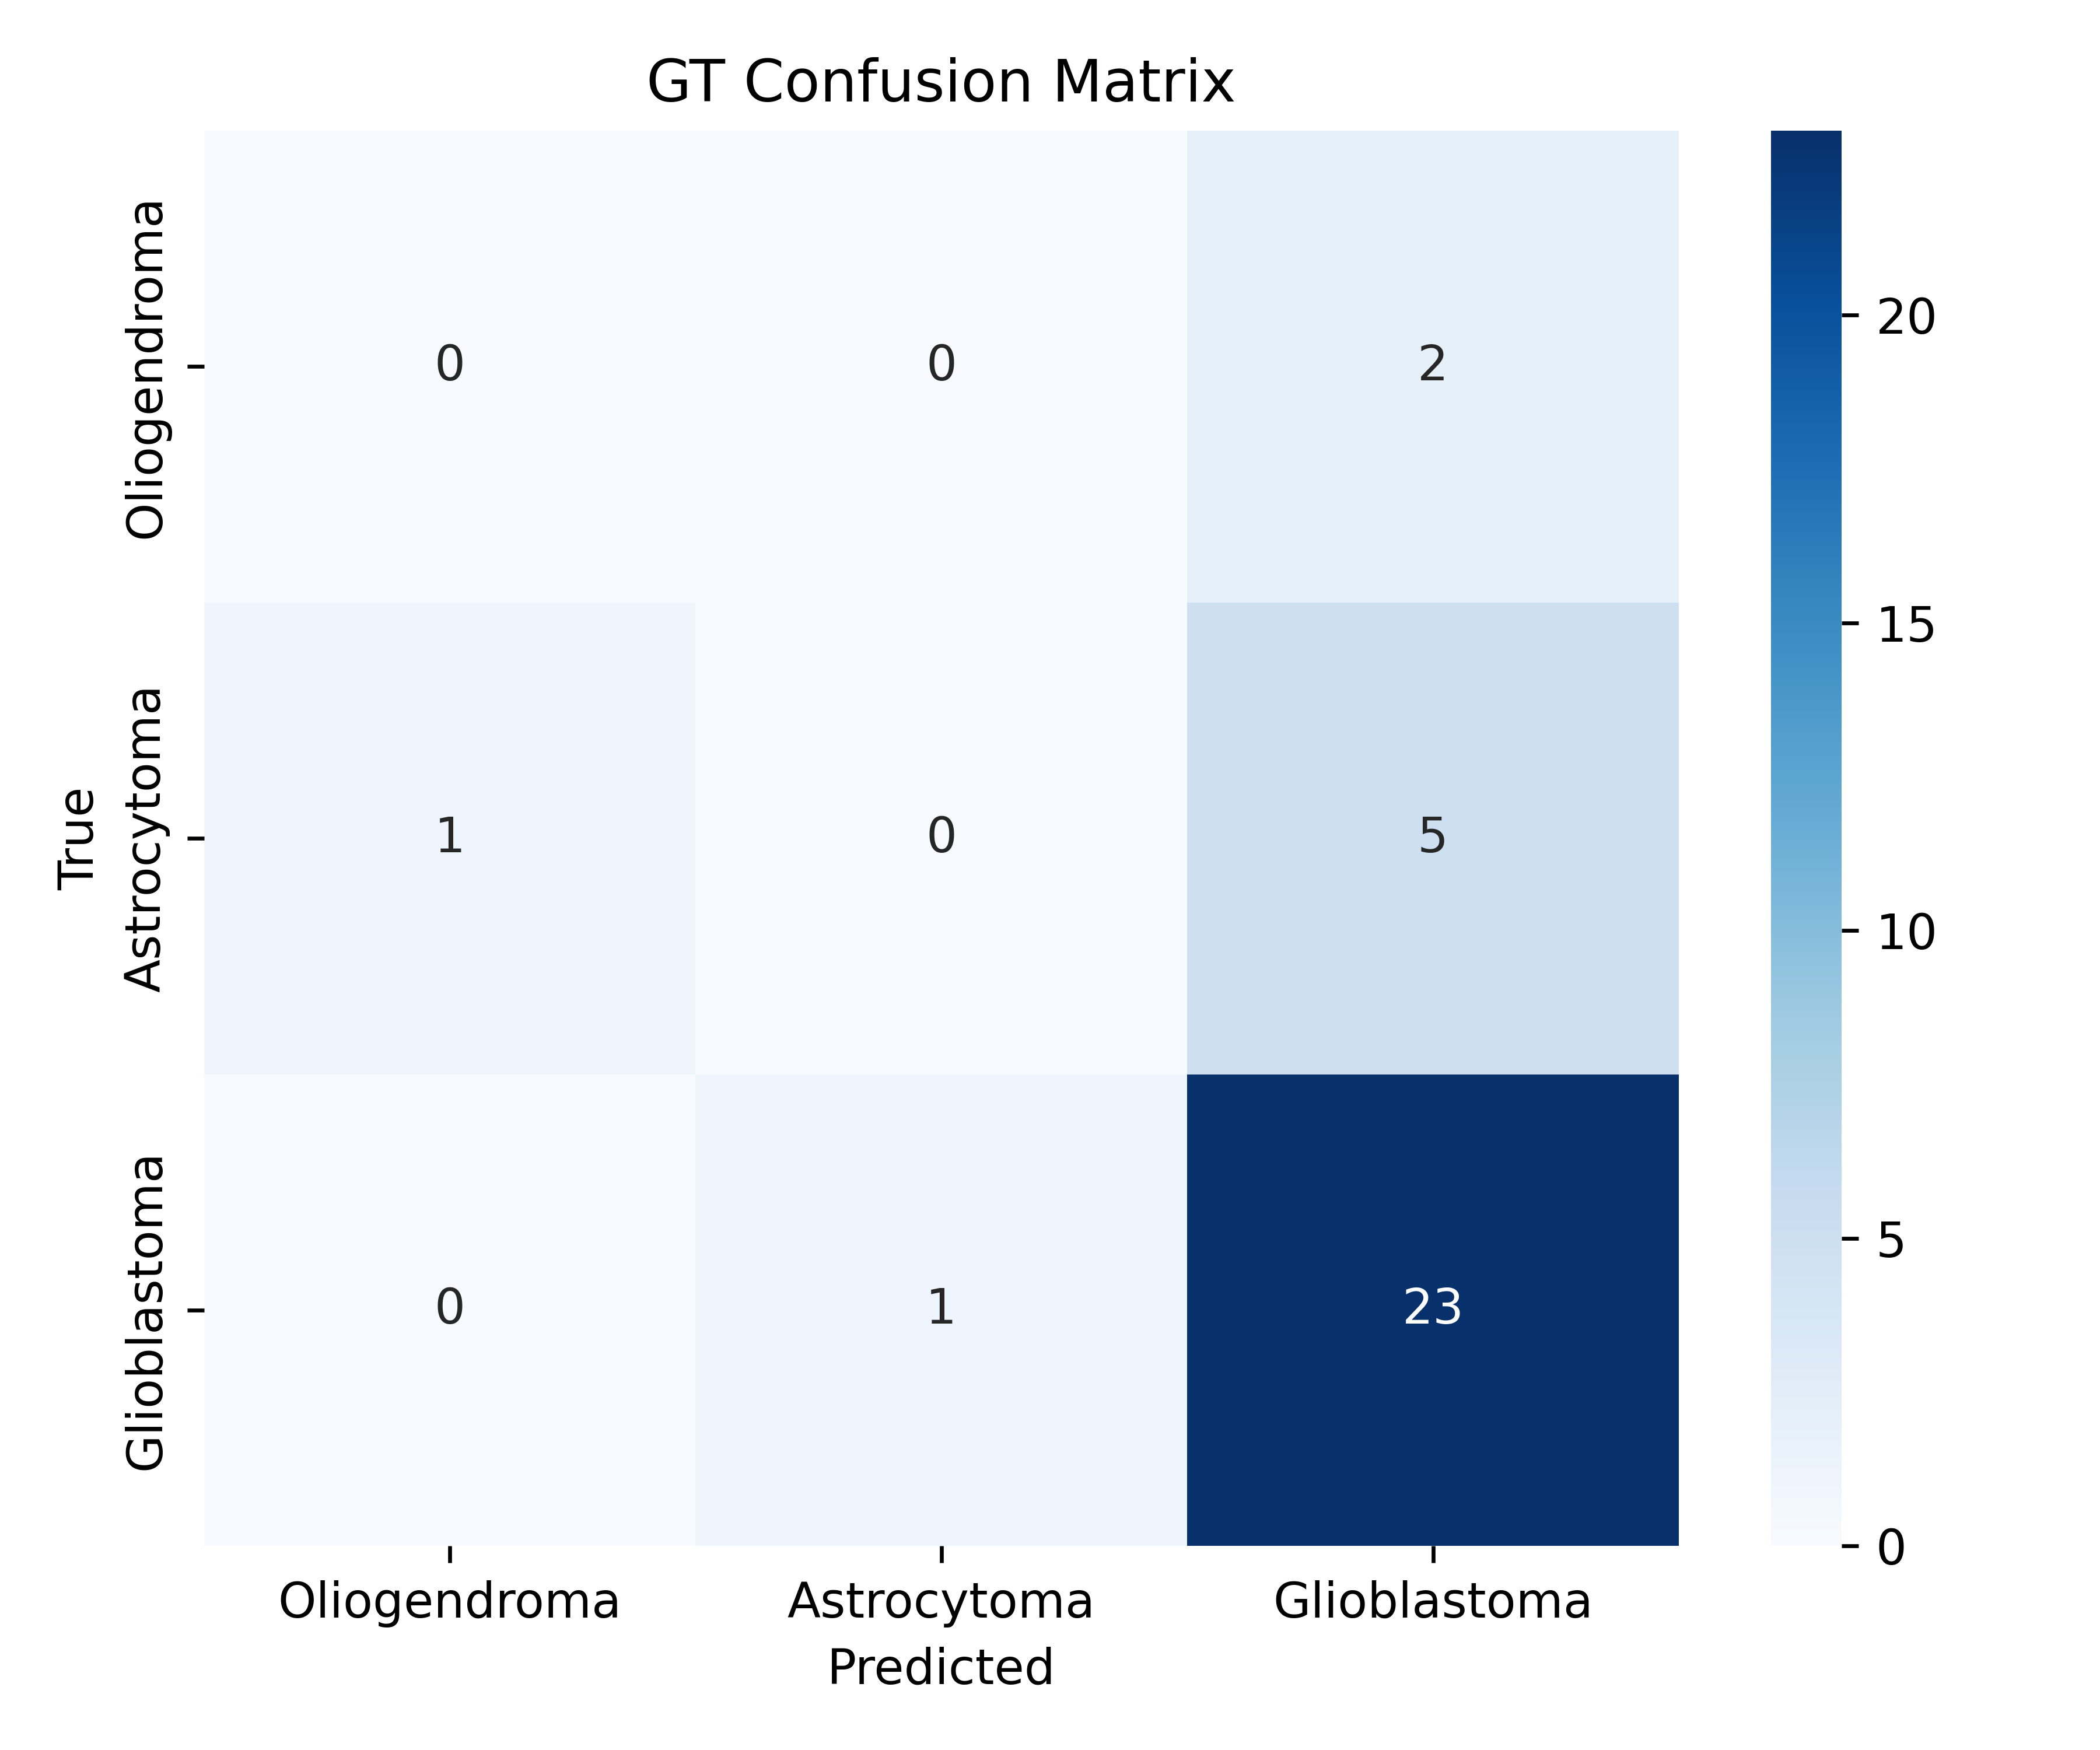 GT Confusion Matrix
True
Oliogendroma
0 0 2
Astrocytoma
1 0 5
Glioblastoma
0 1 23
Oliogendroma Astrocytoma Glioblastoma
Predicted
20
15
10
5
0